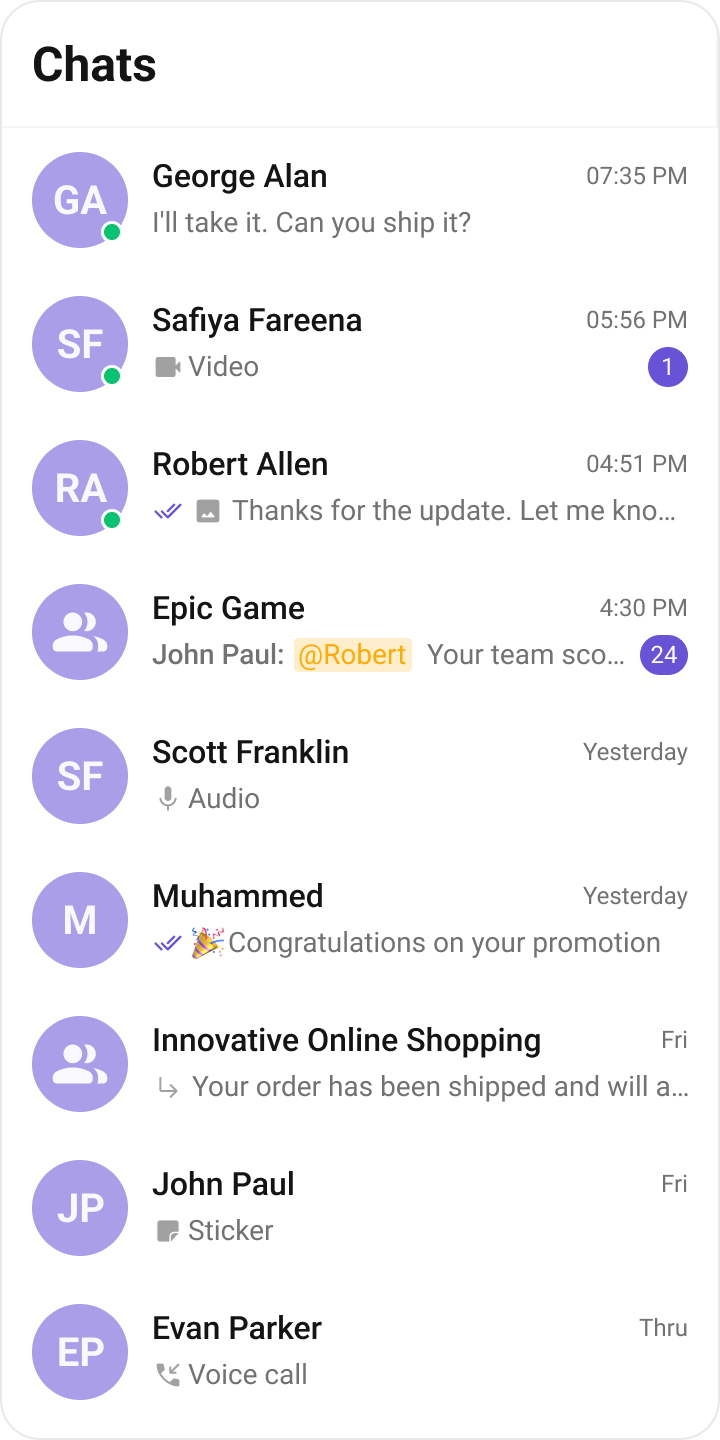 Chats
GA
George Alan
07:35 PM
I'll take it. Can you ship it?
SF
Safiya Fareena
05:56 PM
Video
1
RA
Robert Allen
04:51 PM
Thanks for the update. Let me kno...
Epic Game
4:30 PM
John Paul: @Robert Your team sco...
24
SF
Scott Franklin
Yesterday
Audio
M
Muhammed
Yesterday
🎉Congratulations on your promotion
Innovative Online Shopping
Fri
Your order has been shipped and will a...
JP
John Paul
Fri
Sticker
EP
Evan Parker
Thru
Voice call